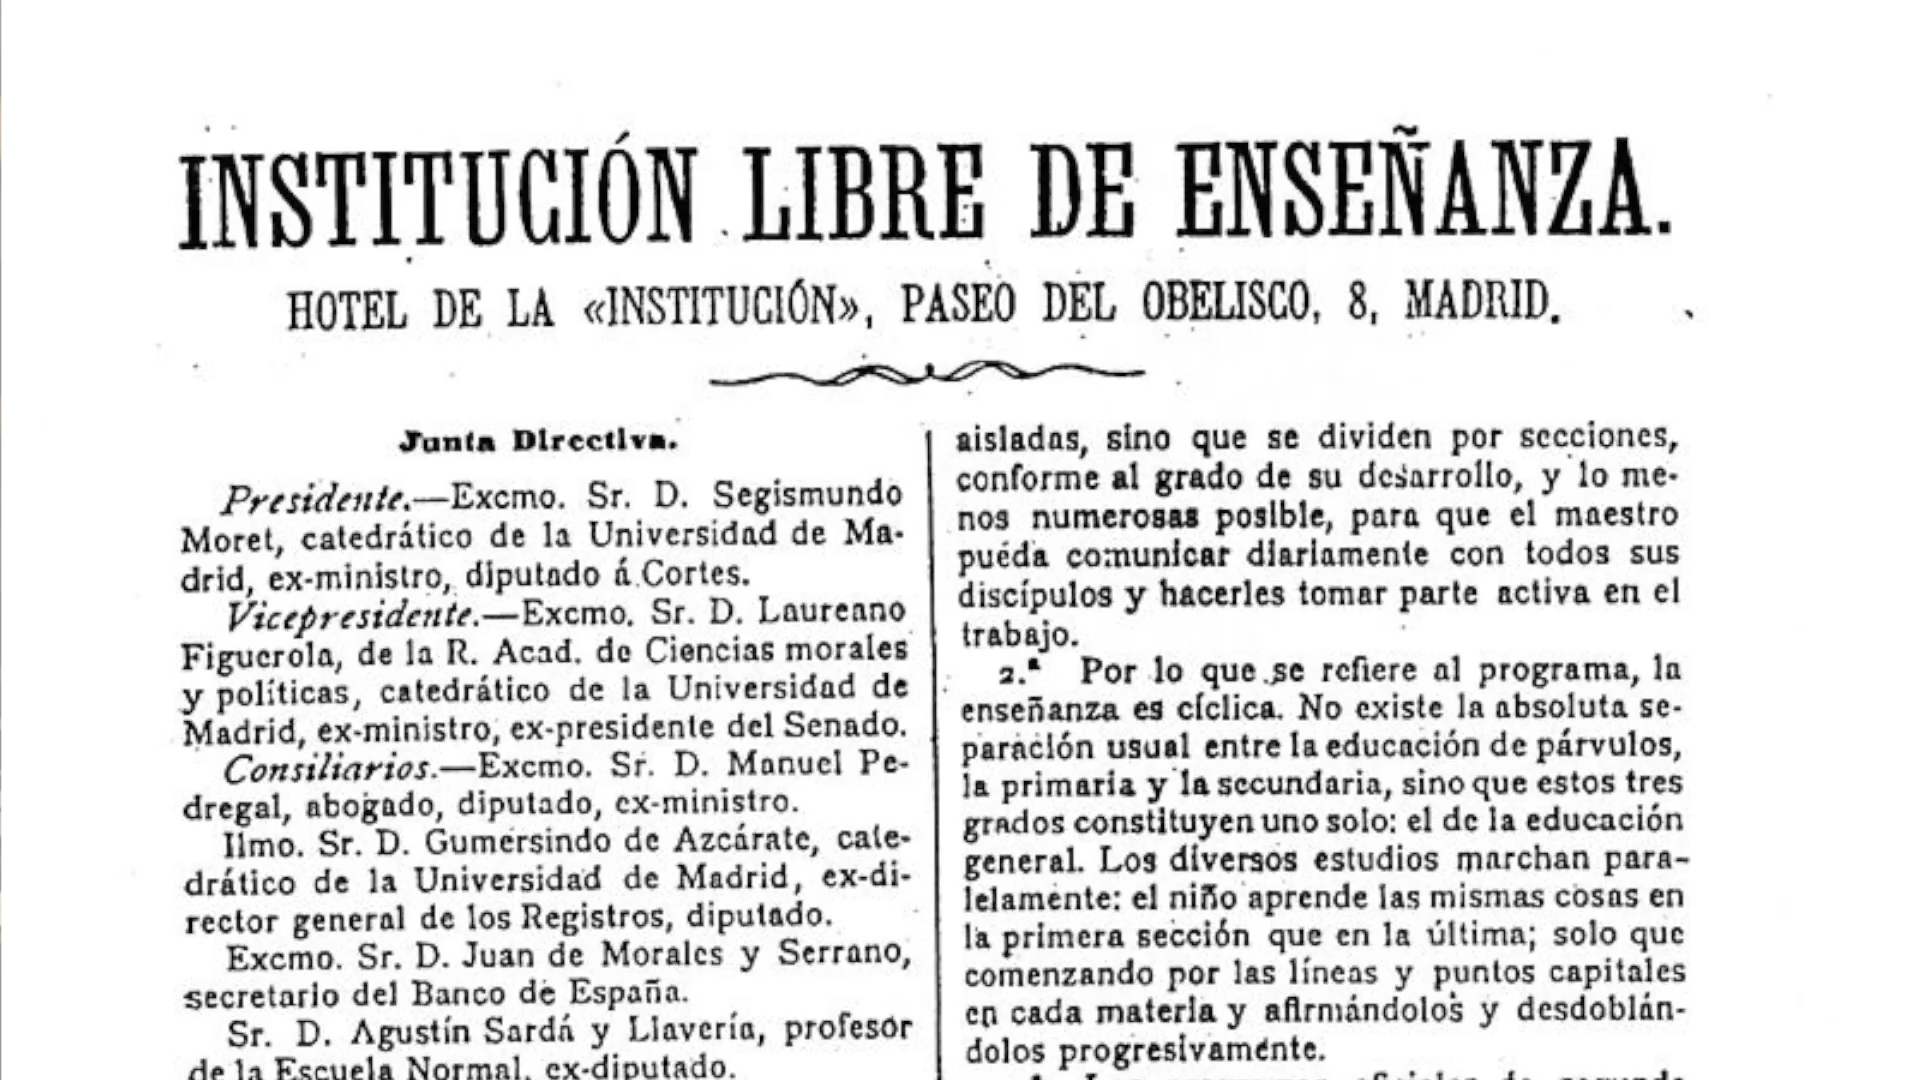 INSTITUCIÓN LIBRE DE ENSEÑANZA.
HOTEL DE LA «INSTITUCIÓN», PASEO DEL OBELISCO, 8, MADRID.
Junta Directiva.
Presidente.—Excmo. Sr. D. Segismundo
Moret, catedrático de la Universidad de Ma-
drid, ex-ministro, diputado á Cortes.
Vicepresidente.—Excmo. Sr. D. Laureano
Figuerola, de la R. Acad. de Ciencias morales
y políticas, catedrático de la Universidad de
Madrid, ex-ministro, ex-presidente del Senado.
Consiliarios.—Excmo. Sr. D. Manuel Pe-
dregal, abogado, diputado, ex-ministro.
Ilmo. Sr. D. Gumersindo de Azcárate, cate-
drático de la Universidad de Madrid, ex-di-
rector general de los Registros, diputado.
Excmo. Sr. D. Juan de Morales y Serrano,
secretario del Banco de España.
Sr. D. Agustín Sardá y Llavería, profesor
de la Escuela Normal, ex-diputado.
aisladas, sino que se dividen por secciones,
conforme al grado de su desarrollo, y lo me-
nos numerosas posible, para que el maestro
pueda comunicar diariamente con todos sus
discípulos y hacerles tomar parte activa en el
trabajo.
2.ª Por lo que se refiere al programa, la
enseñanza es cíclica. No existe la absoluta se-
paración usual entre la educación de párvulos,
la primaria y la secundaria, sino que estos tres
grados constituyen uno solo: el de la educación
general. Los diversos estudios marchan para-
lelamente: el niño aprende las mismas cosas en
la primera sección que en la última; solo que
comenzando por las líneas y puntos capitales
en cada materia y afirmándolos y desdoblán-
dolos progresivamente.